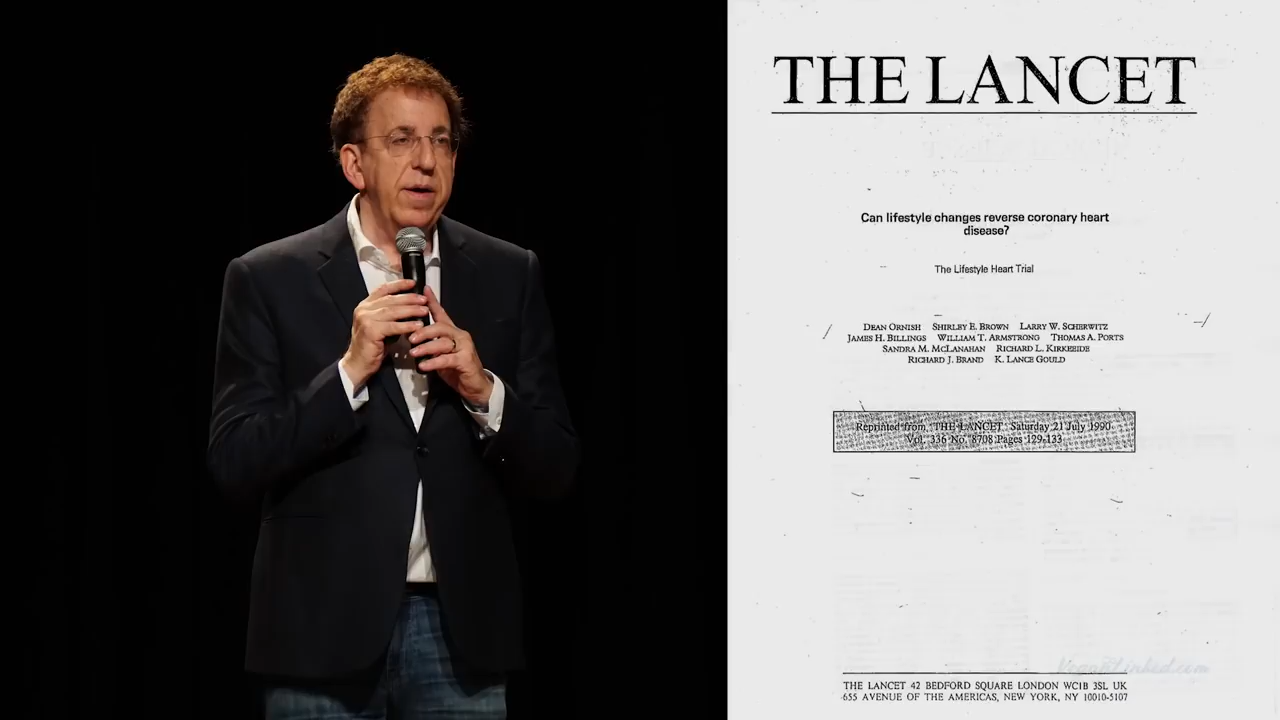 THE LANCET
Can lifestyle changes reverse coronary heart
disease?
The Lifestyle Heart Trial
DEAN ORNISH SHIRLEY E. BROWN LARRY W. SCHERWITZ
JAMES H. BILLINGS WILLIAM T. ARMSTRONG THOMAS A. PORTS
SANDRA M. MCLANAHAN RICHARD L. KIRKEEIDE
RICHARD J. BRAND K. LANCE GOULD
Reprinted from THE LANCET Saturday 21 July 1990
Vol. 336 No. 8708 Pages 129-133
THE LANCET 42 BEDFORD SQUARE LONDON WC1B 3SL UK
655 AVENUE OF THE AMERICAS, NEW YORK, NY 10010-5107